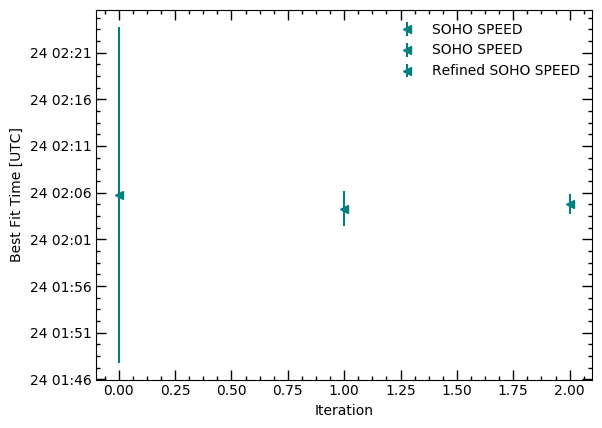 SOHO SPEED
SOHO SPEED
Refined SOHO SPEED
24 02:21
24 02:16
24 02:11
24 02:06
24 02:01
24 01:56
24 01:51
24 01:46
Best Fit Time [UTC]
0.00 0.25 0.50 0.75 1.00 1.25 1.50 1.75 2.00
Iteration